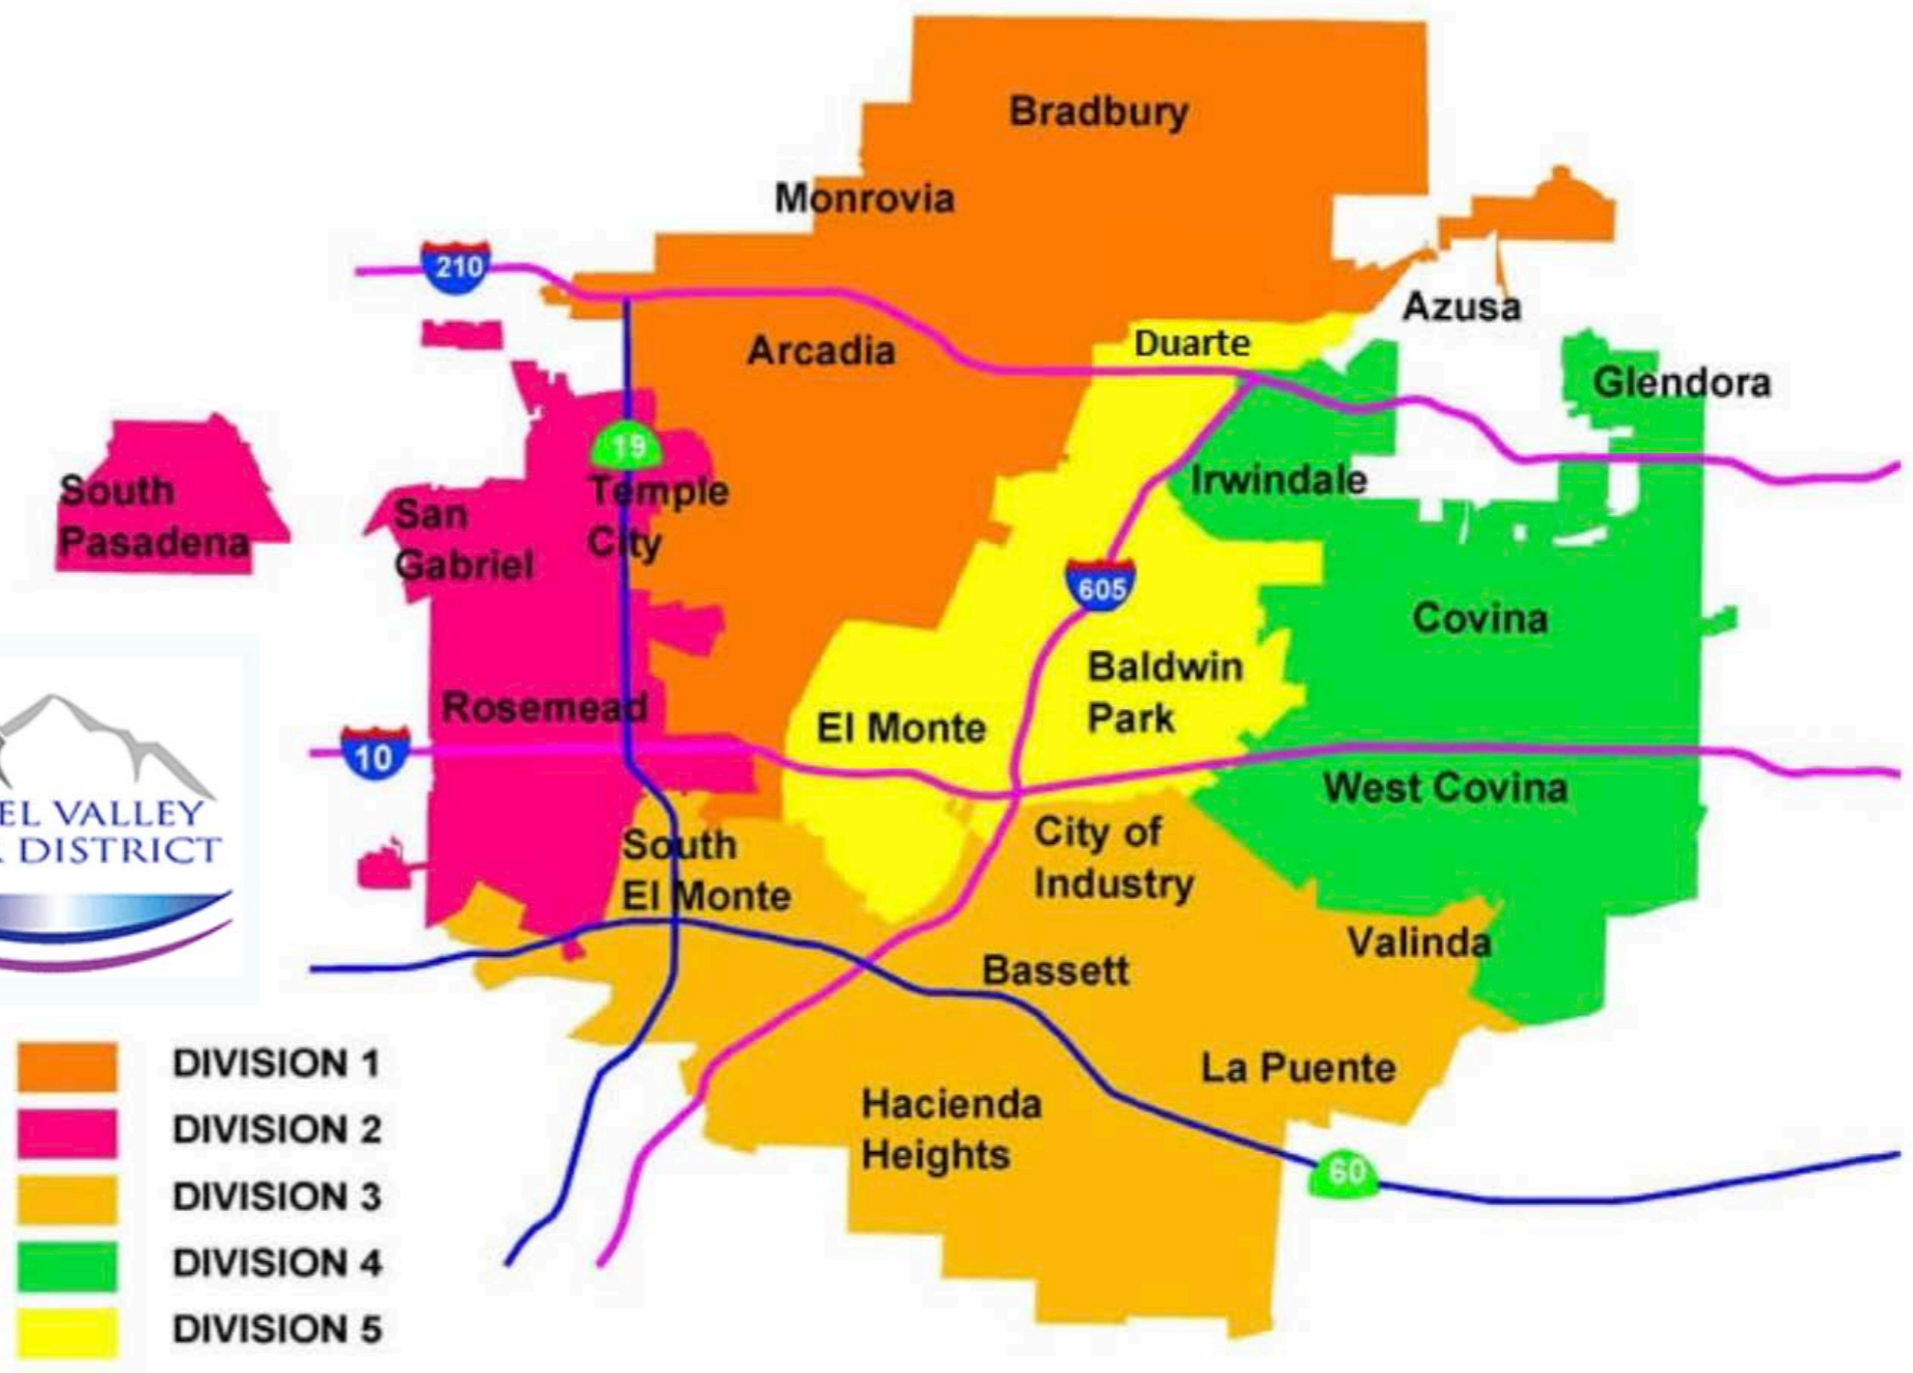 Bradbury
Monrovia
210
Azusa
Arcadia
Duarte
Glendora
19
South
Pasadena
San
Gabriel
Temple
City
Irwindale
605
Covina
Baldwin
Park
Rosemead
El Monte
10
West Covina
EL VALLEY
DISTRICT
South
El Monte
City of
Industry
Valinda
Bassett
La Puente
Hacienda
Heights
60
DIVISION 1
DIVISION 2
DIVISION 3
DIVISION 4
DIVISION 5